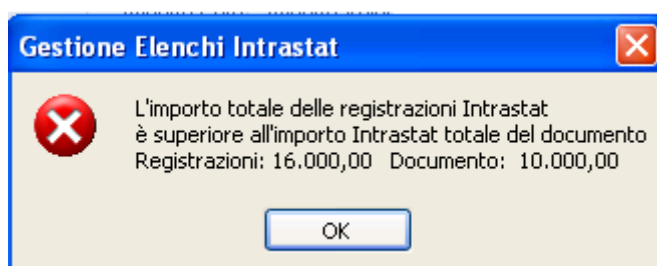 Gestione Elenchi Intrastat
L'importo totale delle registrazioni Intrastat
è superiore all'importo Intrastat totale del documento
Registrazioni: 16.000,00 Documento: 10.000,00
OK